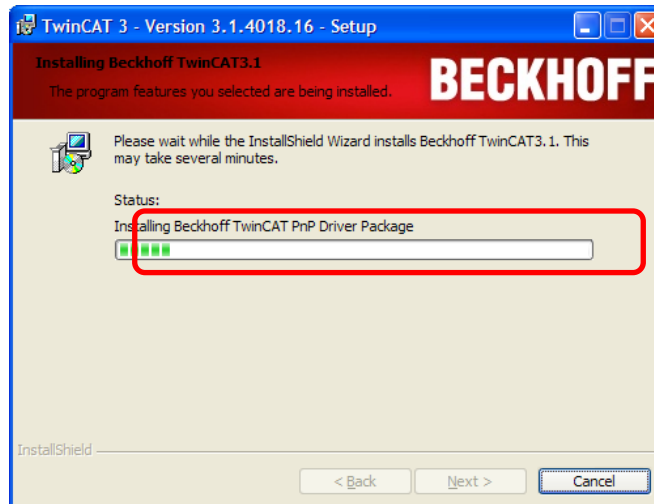 TwinCAT 3 - Version 3.1.4018.16 - Setup
Installing Beckhoff TwinCAT3.1
The program features you selected are being installed.
BECKHOFF
Please wait while the InstallShield Wizard installs Beckhoff TwinCAT3.1. This
may take several minutes.
Status:
Installing Beckhoff TwinCAT PnP Driver Package
InstallShield
< Back
Next >
Cancel